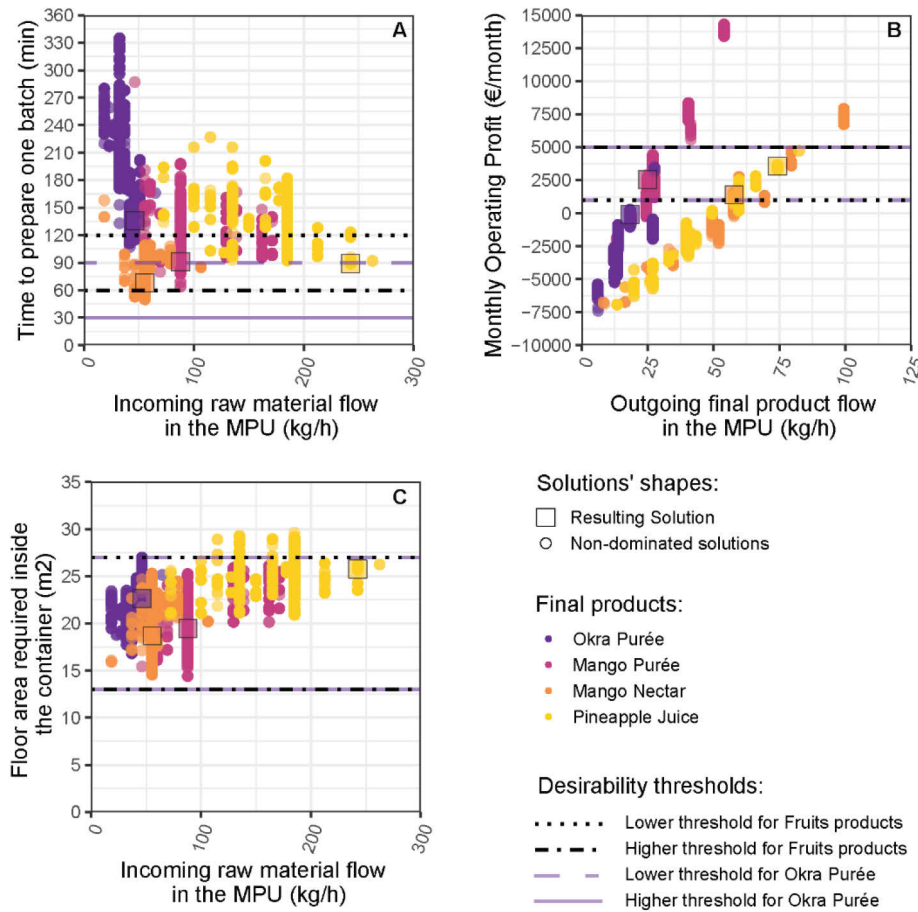 A
Time to prepare one batch (min)
360
330
300
270
240
210
180
150
120
90
60
30
0
0
100
200
300
Incoming raw material flow
in the MPU (kg/h)
B
Monthly Operating Profit (€/month)
15000
12500
10000
7500
5000
2500
0
−2500
−5000
−7500
−10000
0
25
50
75
100
125
Outgoing final product flow
in the MPU (kg/h)
C
Floor area required inside
the container (m2)
35
30
25
20
15
10
5
0
0
100
200
300
Incoming raw material flow
in the MPU (kg/h)
Solutions' shapes:
Resulting Solution
Non-dominated solutions
Final products:
Okra Purée
Mango Purée
Mango Nectar
Pineapple Juice
Desirability thresholds:
Lower threshold for Fruits products
Higher threshold for Fruits products
Lower threshold for Okra Purée
Higher threshold for Okra Purée